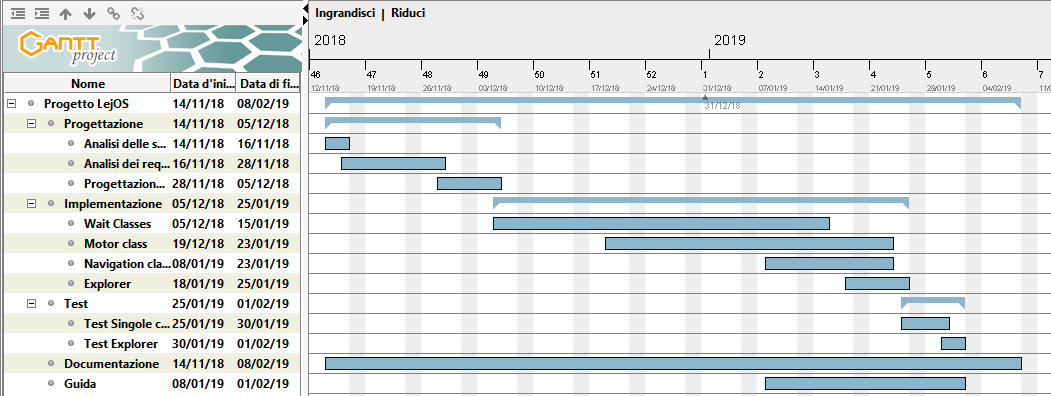 Ingrandisci | Riduci
GANTT project
2018 2019
Nome Data d'ini... Data di fi...
46 47 48 49 50 51 52 1 2 3 4 5 6 7
12/11/18 19/11/18 26/11/18 03/12/18 10/12/18 17/12/18 24/12/18 31/12/18 07/01/19 14/01/19 21/01/19 28/01/19 04/02/19 11/0
Progetto LejOS 14/11/18 08/02/19
31/12/18
Progettazione 14/11/18 05/12/18
Analisi delle s... 14/11/18 16/11/18
Analisi dei req... 16/11/18 28/11/18
Progettazion... 28/11/18 05/12/18
Implementazione 05/12/18 25/01/19
Wait Classes 05/12/18 15/01/19
Motor class 19/12/18 23/01/19
Navigation cla... 08/01/19 23/01/19
Explorer 18/01/19 25/01/19
Test 25/01/19 01/02/19
Test Singole c... 25/01/19 30/01/19
Test Explorer 30/01/19 01/02/19
Documentazione 14/11/18 08/02/19
Guida 08/01/19 01/02/19